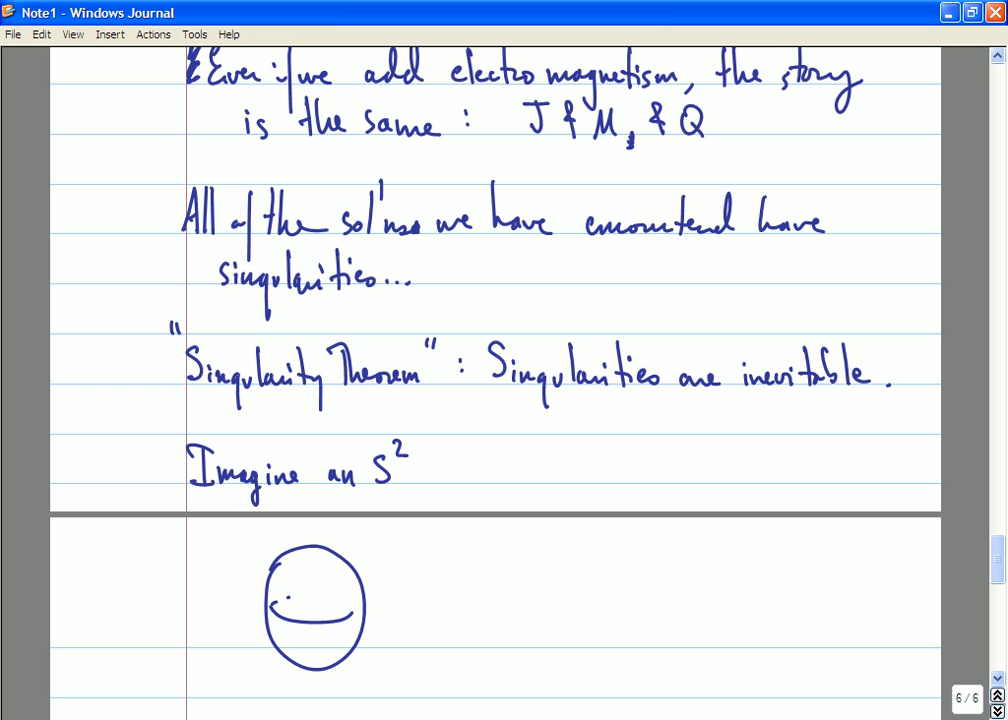 Note1 - Windows Journal
File Edit View Insert Actions Tools Help
Even if we add electromagnetism, the story
is the same : J & M, & Q
All of the sol'ns we have encountered have
singularities...
"Singularity Theorem" : Singularities are inevitable.
Imagine an S²
6/6